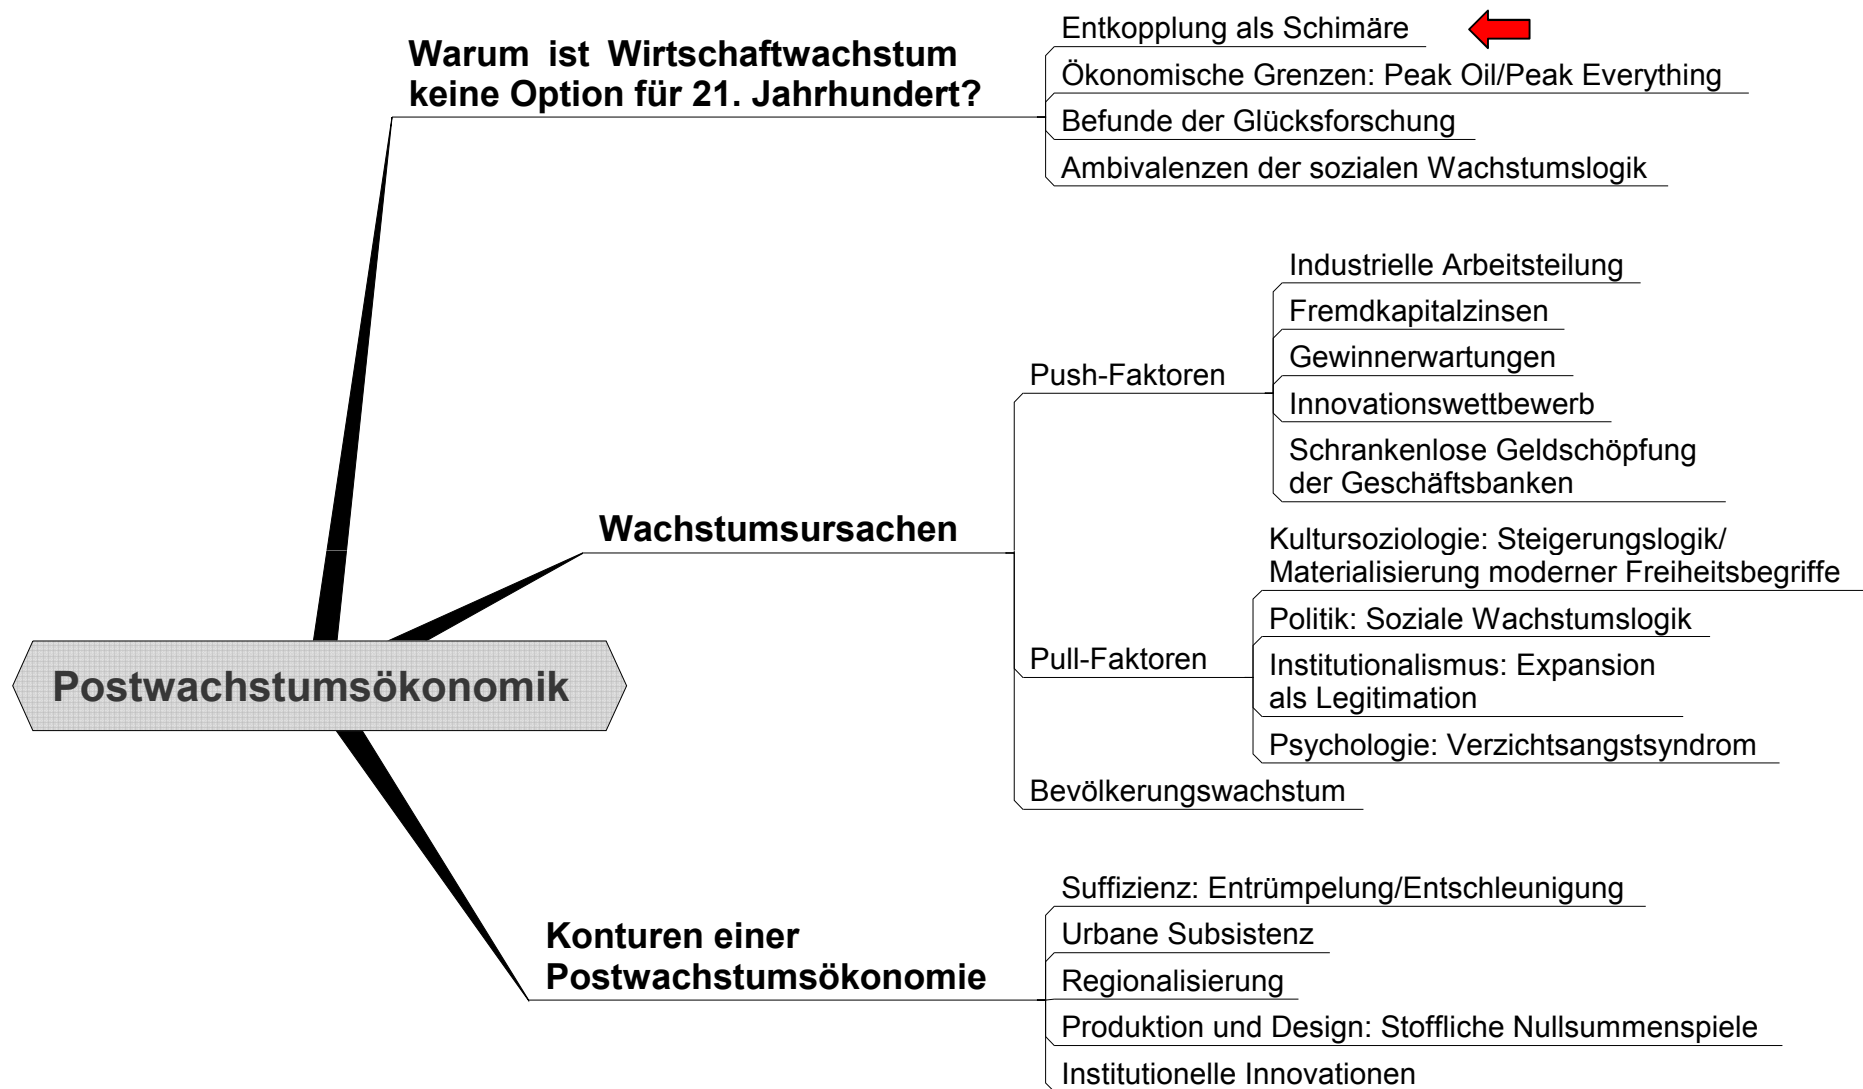 Warum ist Wirtschaftwachstum
keine Option für 21. Jahrhundert?
Entkopplung als Schimäre
Ökonomische Grenzen: Peak Oil/Peak Everything
Befunde der Glücksforschung
Ambivalenzen der sozialen Wachstumslogik
Wachstumsursachen
Push-Faktoren
Industrielle Arbeitsteilung
Fremdkapitalzinsen
Gewinnerwartungen
Innovationswettbewerb
Schrankenlose Geldschöpfung
der Geschäftsbanken
Pull-Faktoren
Kultursoziologie: Steigerungslogik/
Materialisierung moderner Freiheitsbegriffe
Politik: Soziale Wachstumslogik
Institutionalismus: Expansion
als Legitimation
Psychologie: Verzichtsangstsyndrom
Bevölkerungswachstum
Postwachstumsökonomik
Konturen einer
Postwachstumsökonomie
Suffizienz: Entrümpelung/Entschleunigung
Urbane Subsistenz
Regionalisierung
Produktion und Design: Stoffliche Nullsummenspiele
Institutionelle Innovationen